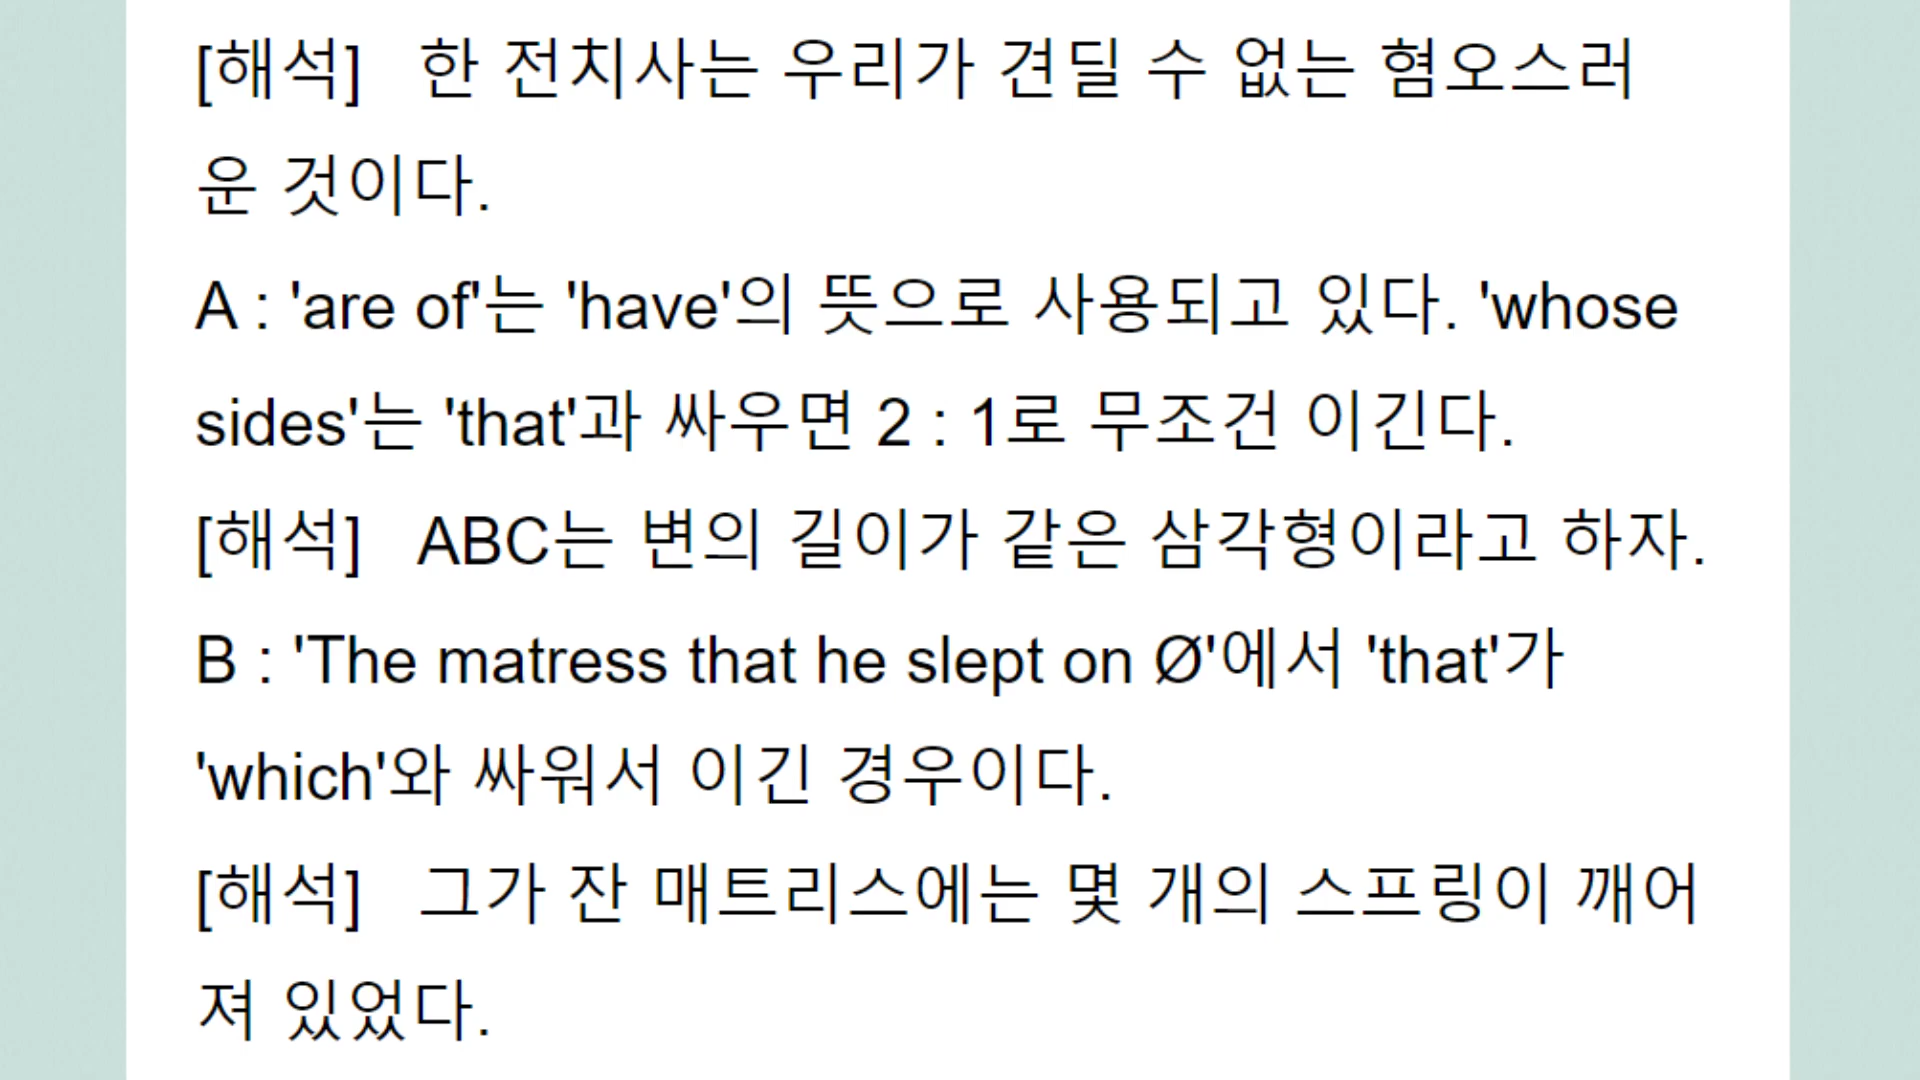 [해석]   한 전치사는 우리가 견딜 수 없는 혐오스러
운 것이다.
A : 'are of'는 'have'의 뜻으로 사용되고 있다. 'whose
sides'는 'that'과 싸우면 2 : 1로 무조건 이긴다.
[해석]   ABC는 변의 길이가 같은 삼각형이라고 하자.
B : 'The matress that he slept on Ø'에서 'that'가
'which'와 싸워서 이긴 경우이다.
[해석]   그가 잔 매트리스에는 몇 개의 스프링이 깨어
져 있었다.